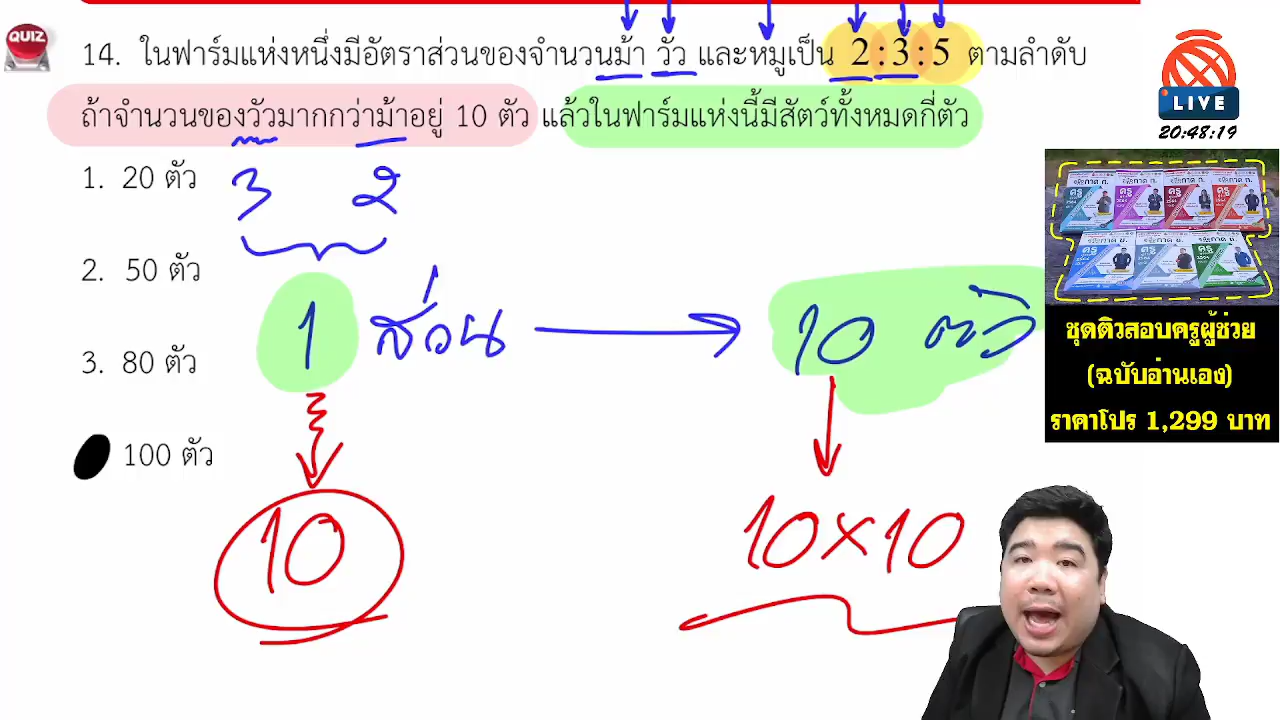 QUIZ
14. ในฟาร์มแห่งหนึ่งมีอัตราส่วนของจำนวนม้า วัว และหมูเป็น 2:3:5 ตามลำดับ
ถ้าจำนวนของวัวมากกว่าม้าอยู่ 10 ตัว แล้วในฟาร์มแห่งนี้มีสัตว์ทั้งหมดกี่ตัว
1. 20 ตัว
3 2
2. 50 ตัว
1 ส่วน 10 ตัว
3. 80 ตัว
100 ตัว
10
10×10
LIVE
20:48:19
ชุดติวสอบครูผู้ช่วย
(ฉบับอ่านเอง)
ราคาโปร 1,299 บาท